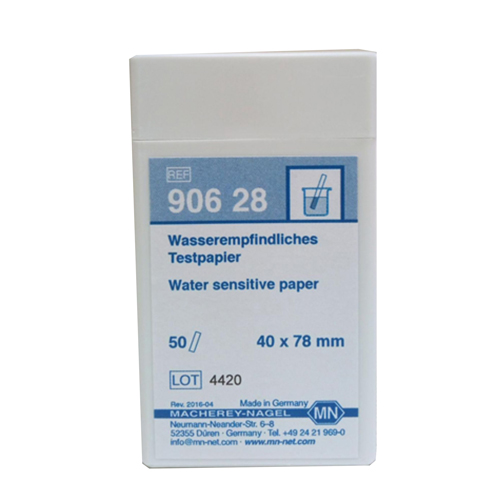 REF
906 28
Wasserempfindliches
Testpapier
Water sensitive paper
50 40 x 78 mm
LOT 4420
Rev. 2016-04 Made in Germany
MACHEREY-NAGEL MN
Neumann-Neander-Str. 6–8
52355 Düren · Germany · Tel. +49 24 21 969-0
info@mn-net.com · www.mn-net.com